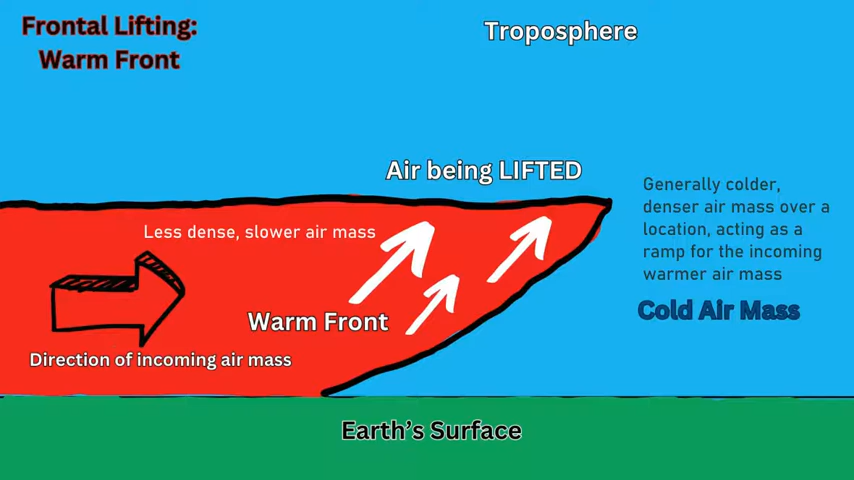 Frontal Lifting:
Warm Front
Troposphere
Air being LIFTED
Generally colder,
denser air mass over a
location, acting as a
ramp for the incoming
warmer air mass
Cold Air Mass
Less dense, slower air mass
Warm Front
Direction of incoming air mass
Earth's Surface